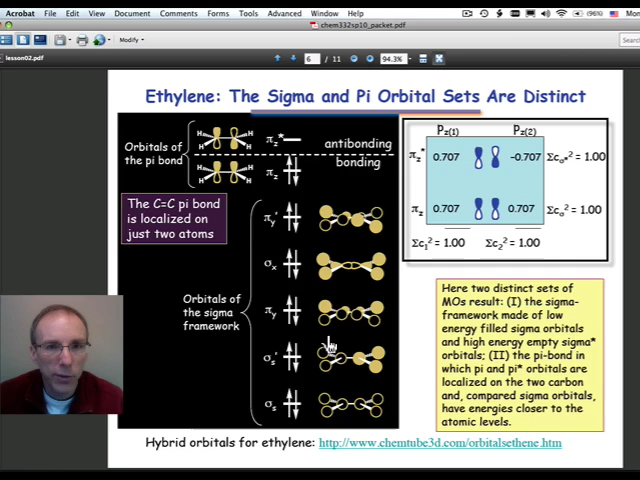 Acrobat File Edit View Document Comments Forms Tools Advanced Window Help (96%) Mon
chem332sp10_packet.pdf
Modify
6 / 11 94.3%
lesson02.pdf
Ethylene: The Sigma and Pi Orbital Sets Are Distinct
Orbitals of
the pi bond
H H H H
H H H H
πz*
πz
antibonding
bonding
The C=C pi bond
is localized on
just two atoms
Orbitals of
the sigma
framework
πy'
σx
πy
σs'
σs
Pz(1) Pz(2)
πz* 0.707 -0.707 Σcσ*² = 1.00
πz 0.707 0.707 Σcσ² = 1.00
Σc1² = 1.00 Σc2² = 1.00
Here two distinct sets of
MOs result: (I) the sigma-
framework made of low
energy filled sigma orbitals
and high energy empty sigma*
orbitals; (II) the pi-bond in
which pi and pi* orbitals are
localized on the two carbon
and, compared sigma orbitals,
have energies closer to the
atomic levels.
Hybrid orbitals for ethylene: http://www.chemtube3d.com/orbitalsethene.htm